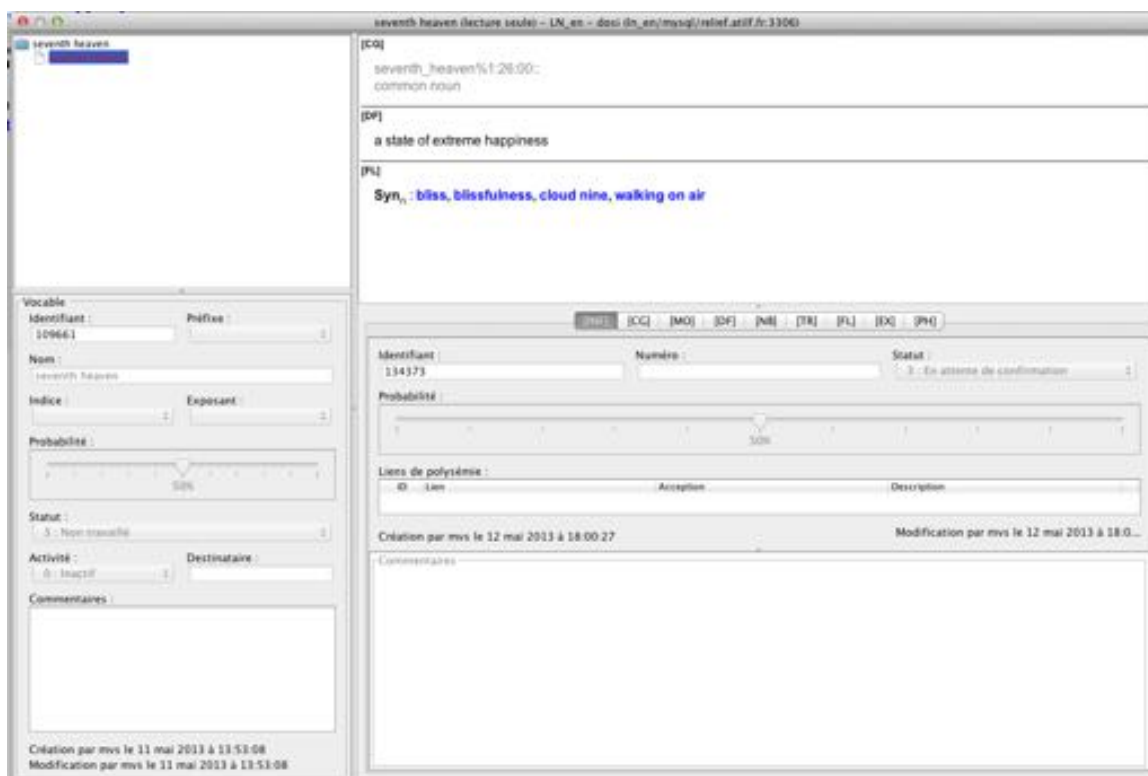 seventh heaven (lecture seule) – LN_en – dosi (ln_en/mysql/relief.atilf.fr:3306)
seventh heaven
[CG]
seventh_heaven%1:26:00::
common noun
[DF]
a state of extreme happiness
[FL]
Synₙ : bliss, blissfulness, cloud nine, walking on air
Vocable
Identifiant :
Préfixe :
109661
Nom :
seventh heaven
Indice :
Exposant :
Probabilité :
50%
Statut :
5 : Non travaillé
Activité :
Destinataire :
0 : Inactif
Commentaires :
Création par mvs le 11 mai 2013 à 13:53:08
Modification par mvs le 11 mai 2013 à 13:53:08
[CG] [MO] [DF] [NB] [TR] [FL] [EX] [PH]
Identifiant :
Numéro :
Statut :
134373
3 : En attente de confirmation
Probabilité :
50%
Liens de polysémie :
ID Lien Acception Description
Création par mvs le 12 mai 2013 à 18:00:27
Modification par mvs le 12 mai 2013 à 18:0...
Commentaires